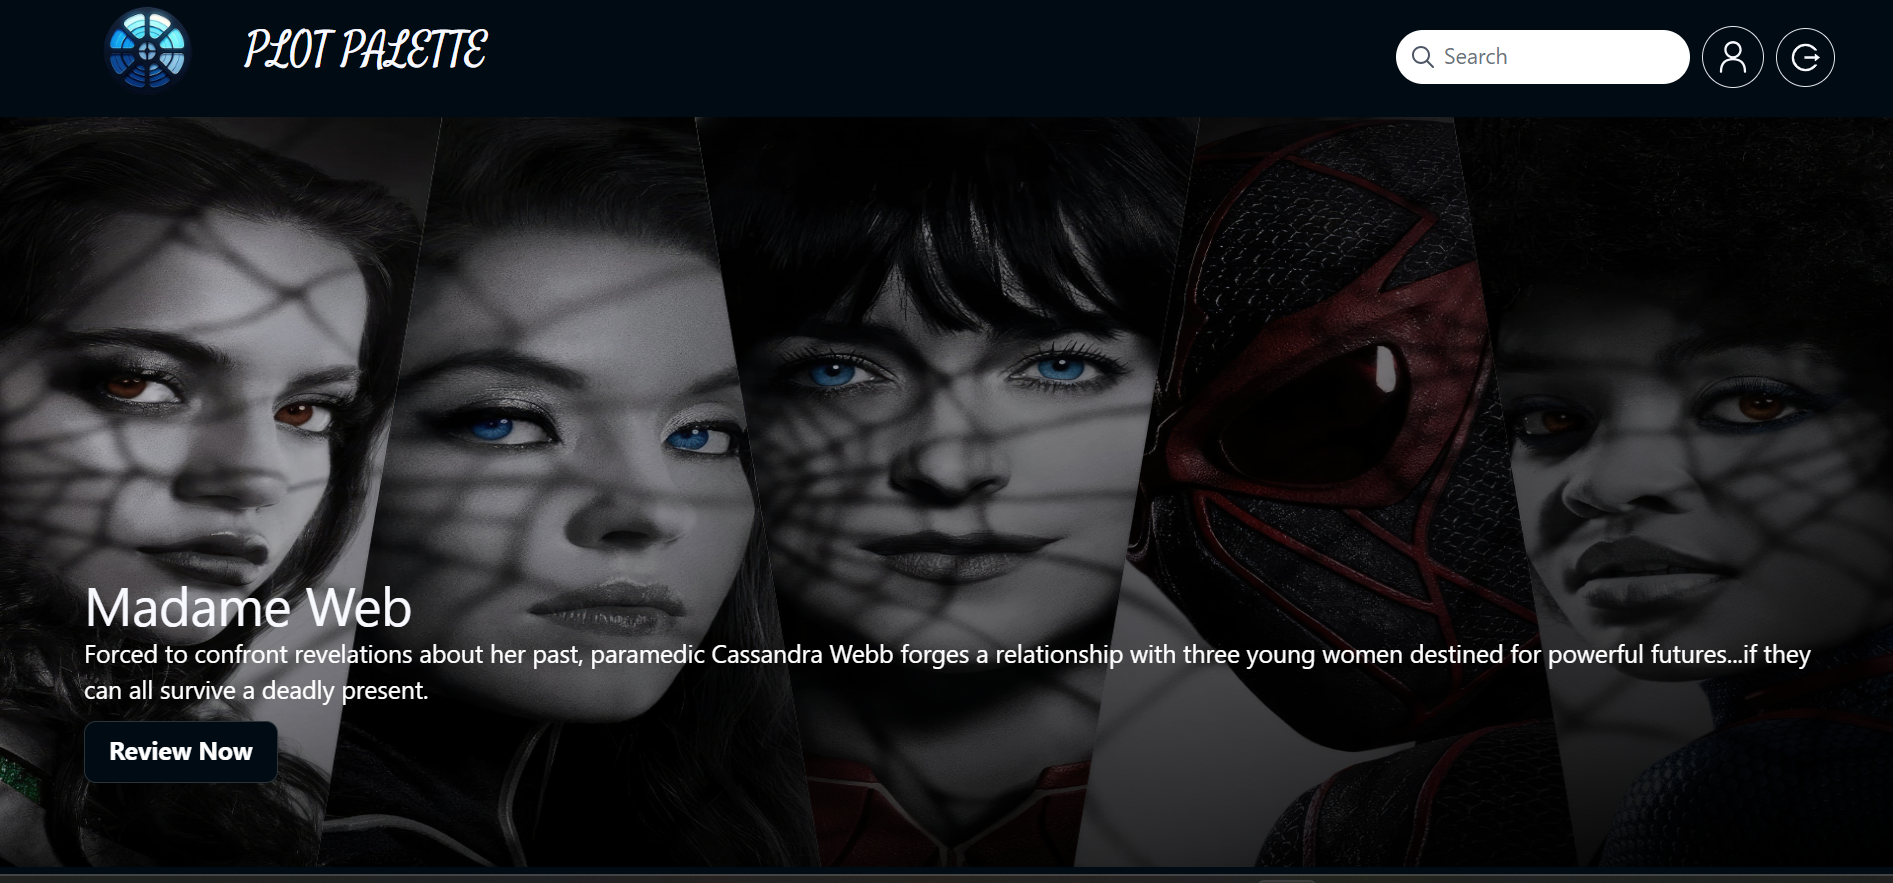 PLOT PALETTE
Search
Madame Web
Forced to confront revelations about her past, paramedic Cassandra Webb forges a relationship with three young women destined for powerful futures...if they
can all survive a deadly present.
Review Now